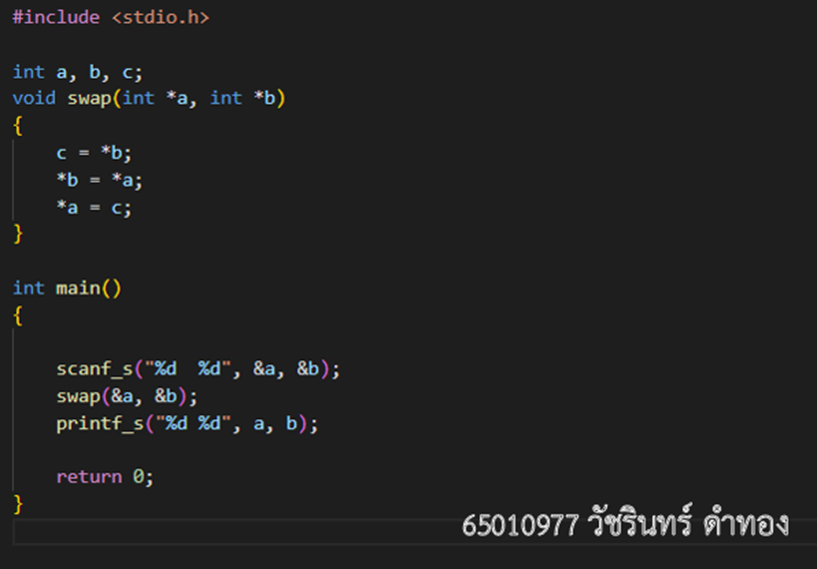 #include <stdio.h>
int a, b, c;
void swap(int *a, int *b)
{
c = *b;
*b = *a;
*a = c;
}
int main()
{
scanf_s("%d  %d", &a, &b);
swap(&a, &b);
printf_s("%d %d", a, b);
return 0;
}
65010977 วัชรินทร์ ดำทอง